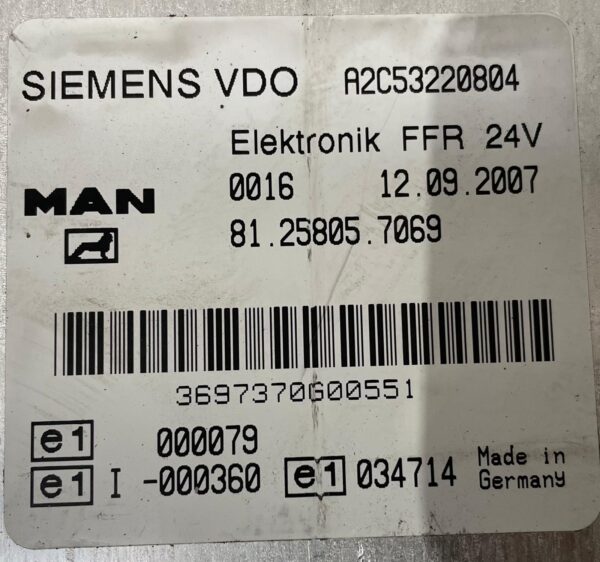 SIEMENS VDO A2C53220804
Elektronik FFR 24V
MAN 0016 12.09.2007
81.25805.7069
3697370G00551
e1 000079
e1 I -000360 e1 034714 Made in Germany